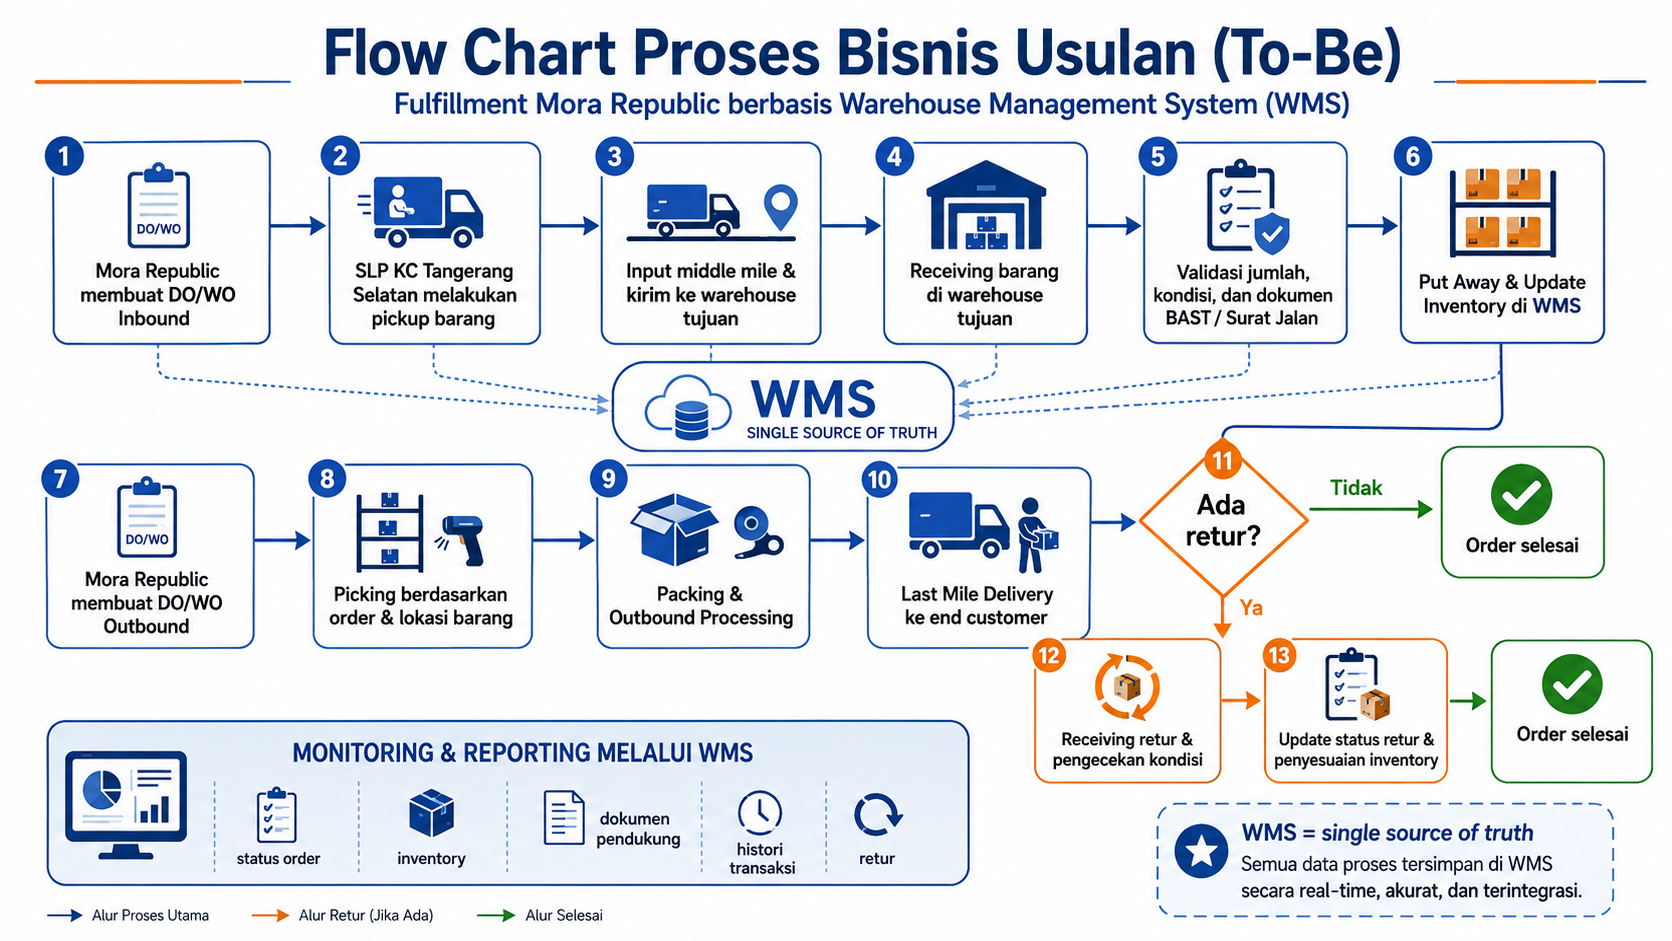 Flow Chart Proses Bisnis Usulan (To-Be)
Fulfillment Mora Republic berbasis Warehouse Management System (WMS)
1
DO/WO
Mora Republic
membuat DO/WO
Inbound
2
SLP KC Tangerang
Selatan melakukan
pickup barang
3
Input middle mile &
kirim ke warehouse
tujuan
4
Receiving barang
di warehouse
tujuan
5
Validasi jumlah,
kondisi, dan dokumen
BAST / Surat Jalan
6
Put Away & Update
Inventory di WMS
WMS
SINGLE SOURCE OF TRUTH
7
DO/WO
Mora Republic
membuat DO/WO
Outbound
8
Picking berdasarkan
order & lokasi barang
9
Packing &
Outbound Processing
10
Last Mile Delivery
ke end customer
11
Ada
retur?
Tidak
Order selesai
Ya
12
Receiving retur &
pengecekan kondisi
13
Update status retur &
penyesuaian inventory
Order selesai
MONITORING & REPORTING MELALUI WMS
status order
inventory
dokumen
pendukung
histori
transaksi
retur
WMS = single source of truth
Semua data proses tersimpan di WMS
secara real-time, akurat, dan terintegrasi.
Alur Proses Utama
Alur Retur (Jika Ada)
Alur Selesai